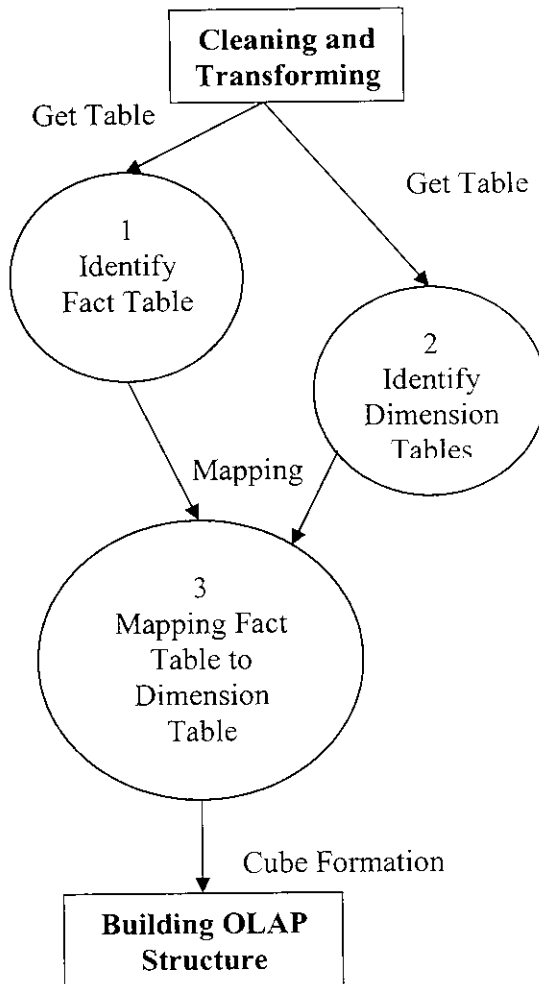 Cleaning and
Transforming
Get Table
Get Table
1
Identify
Fact Table
2
Identify
Dimension
Tables
Mapping
3
Mapping Fact
Table to
Dimension
Table
Cube Formation
Building OLAP
Structure